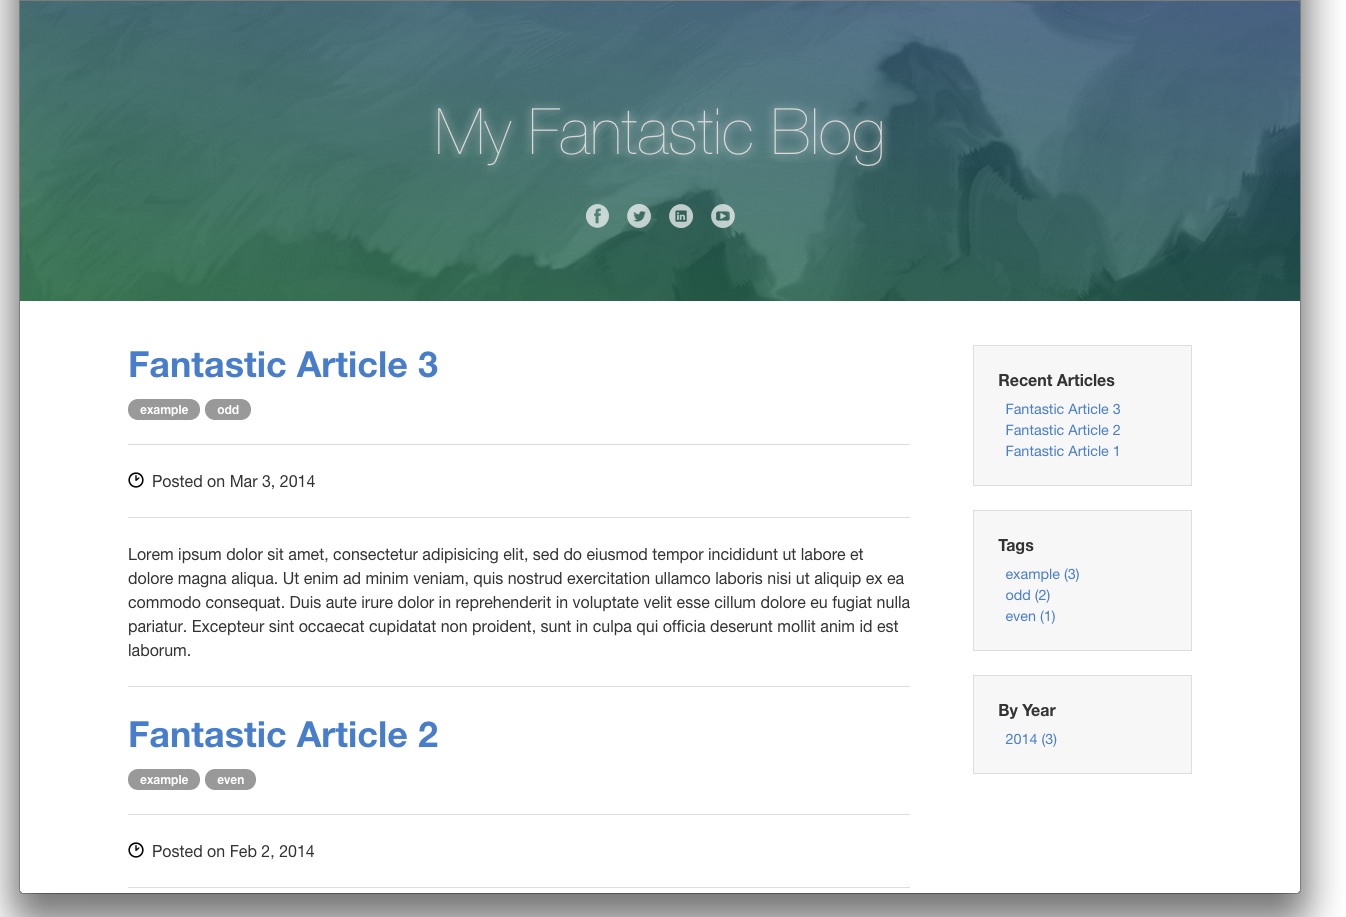 My Fantastic Blog
Fantastic Article 3
example odd
Posted on Mar 3, 2014
Lorem ipsum dolor sit amet, consectetur adipisicing elit, sed do eiusmod tempor incididunt ut labore et
dolore magna aliqua. Ut enim ad minim veniam, quis nostrud exercitation ullamco laboris nisi ut aliquip ex ea
commodo consequat. Duis aute irure dolor in reprehenderit in voluptate velit esse cillum dolore eu fugiat nulla
pariatur. Excepteur sint occaecat cupidatat non proident, sunt in culpa qui officia deserunt mollit anim id est
laborum.
Fantastic Article 2
example even
Posted on Feb 2, 2014
Recent Articles
Fantastic Article 3
Fantastic Article 2
Fantastic Article 1
Tags
example (3)
odd (2)
even (1)
By Year
2014 (3)